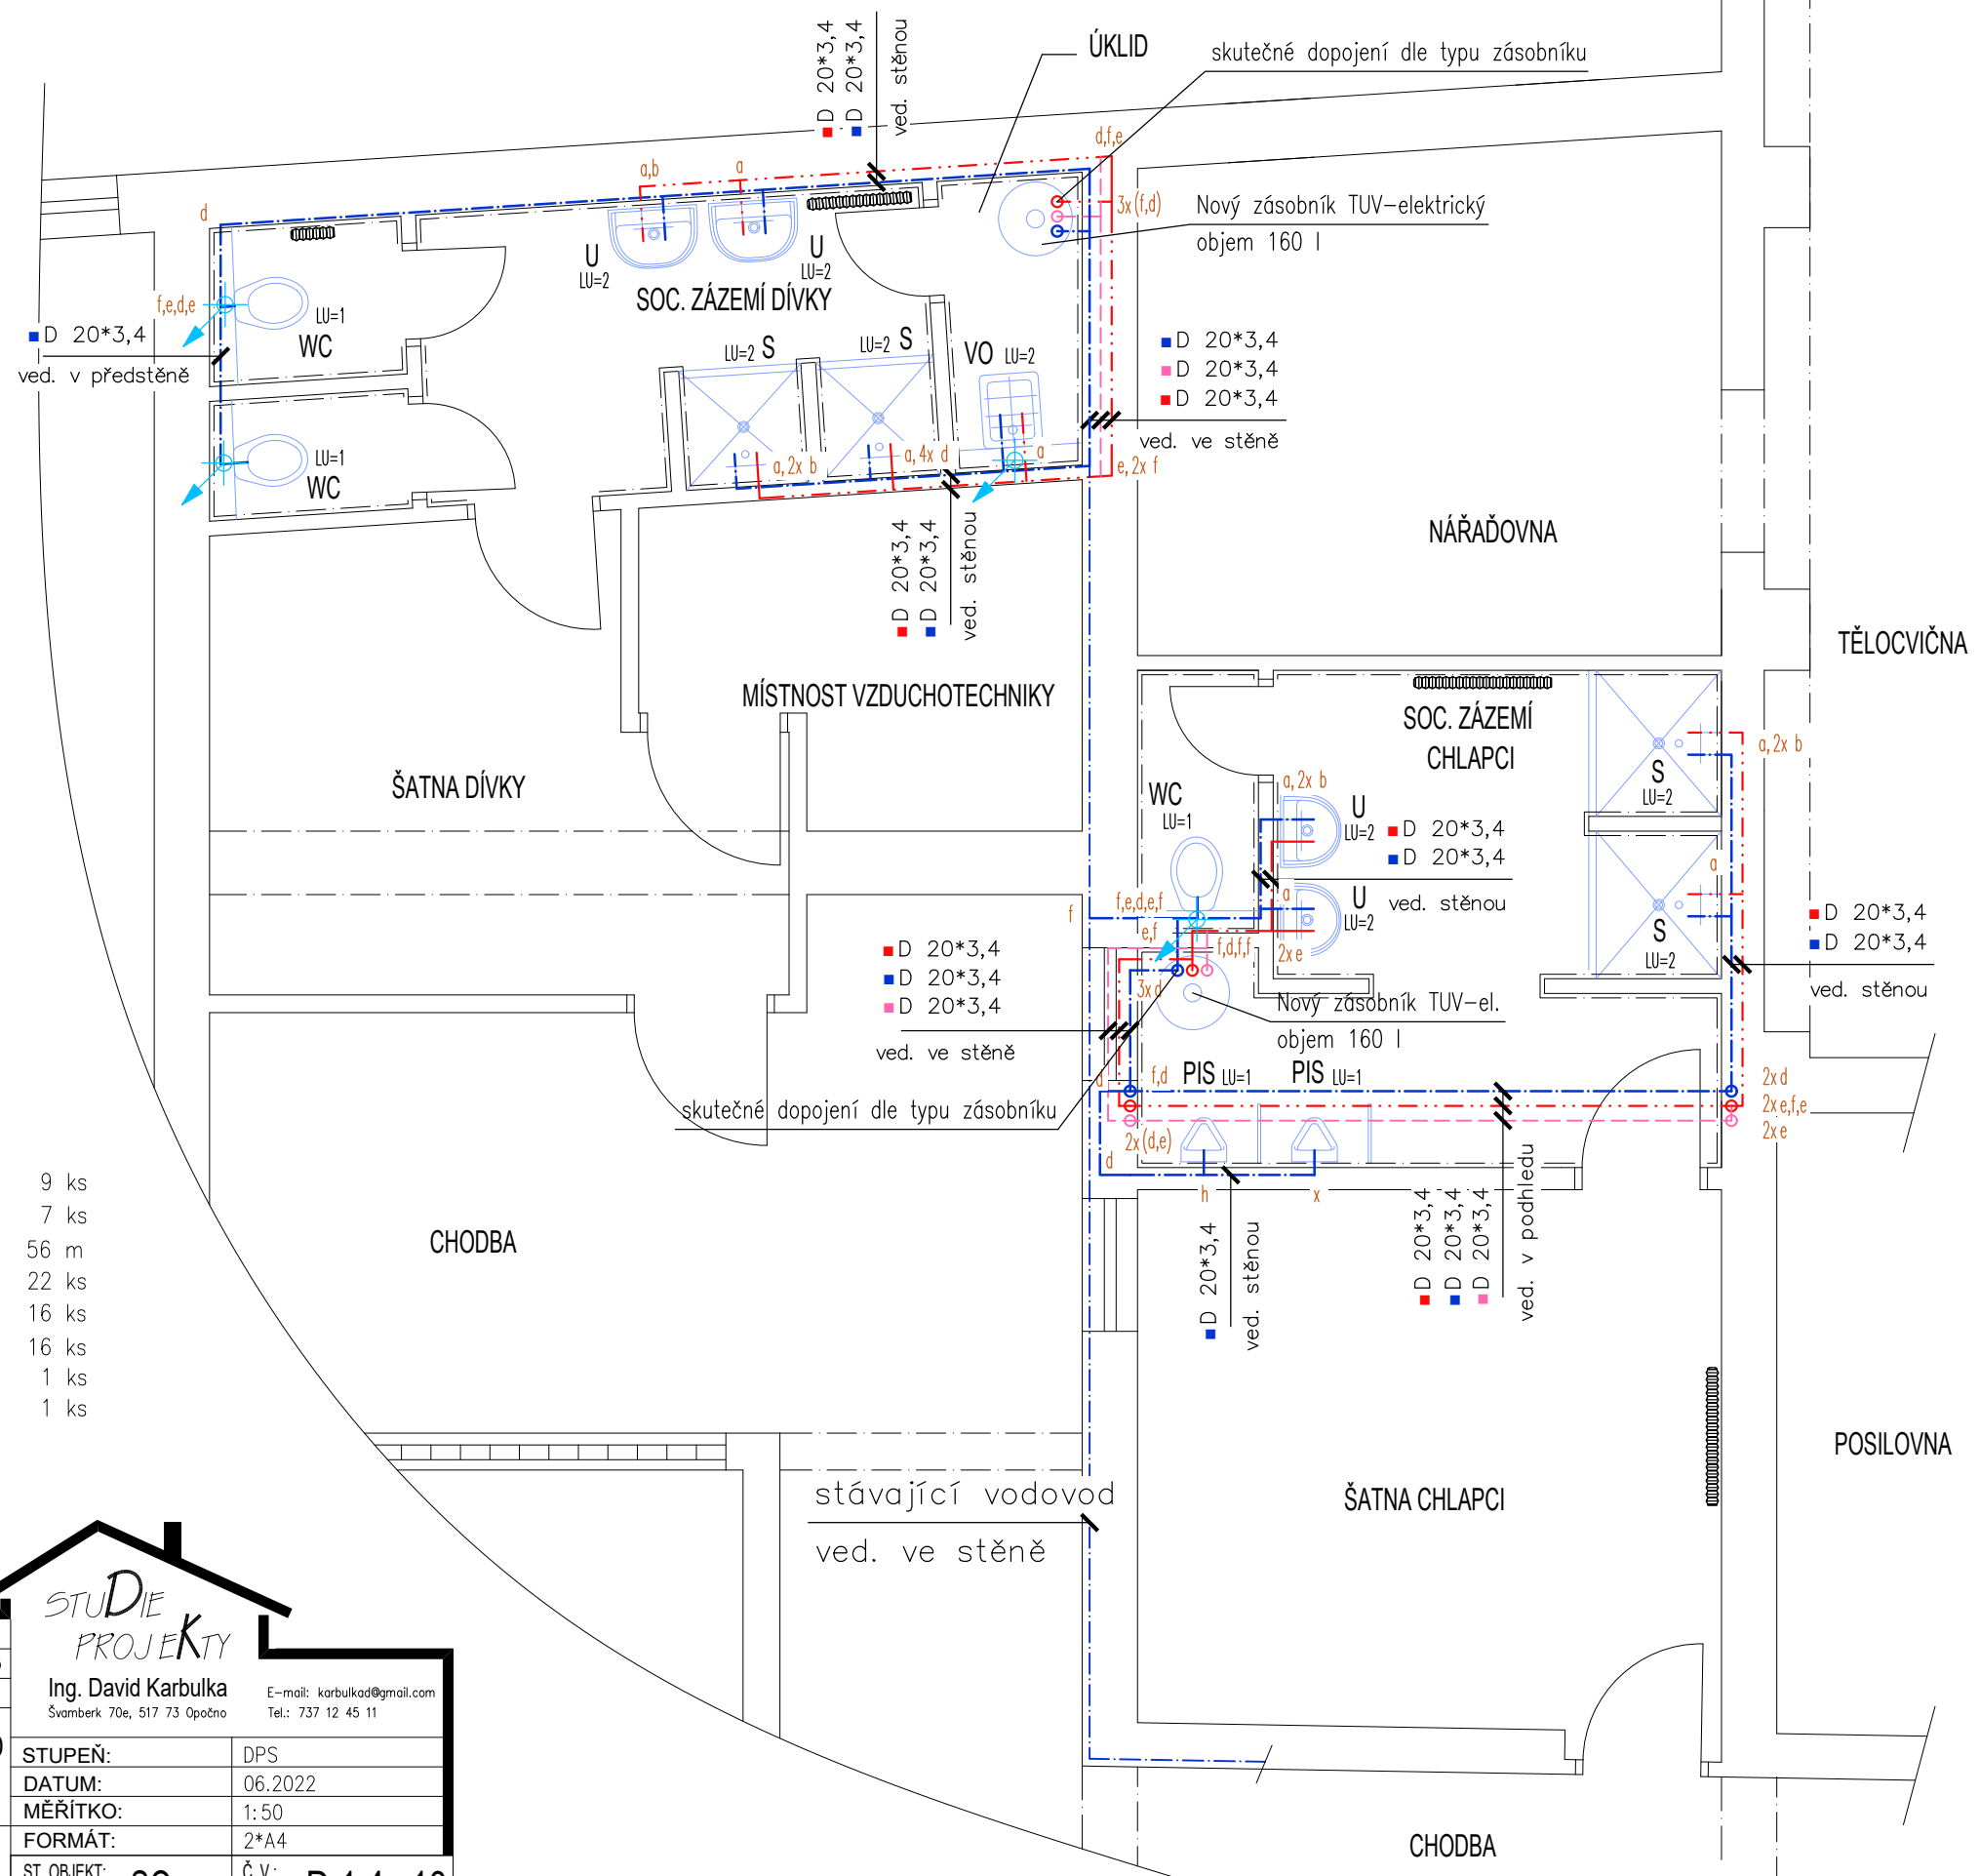 D 20*3,4
D 20*3,4
ved. stěnou
ÚKLID
skutečné dopojení dle typu zásobníku
d,f,e
a,b
a
d
3x(f,d)
Nový zásobník TUV-elektrický
objem 160 l
U
LU=2
U
LU=2
SOC. ZÁZEMÍ DÍVKY
f,e,d,e
LU=1
WC
D 20*3,4
ved. v předstěně
LU=2 S
LU=2 S
VO LU=2
D 20*3,4
D 20*3,4
D 20*3,4
ved. ve stěně
LU=1
WC
a, 2x b
a, 4x d
a
e, 2x f
D 20*3,4
D 20*3,4
ved. stěnou
NÁŘAĎOVNA
TĚLOCVIČNA
MÍSTNOST VZDUCHOTECHNIKY
SOC. ZÁZEMÍ
CHLAPCI
a, 2x b
ŠATNA DÍVKY
WC
LU=1
a, 2x b
U
LU=2
D 20*3,4
D 20*3,4
ved. stěnou
S
LU=2
a
f
f,e,d,e,f
a
U
LU=2
e,f
f,d,f,f
2x e
S
LU=2
D 20*3,4
D 20*3,4
ved. stěnou
D 20*3,4
D 20*3,4
D 20*3,4
ved. ve stěně
3x d
Nový zásobník TUV-el.
objem 160 l
d
f,d
PIS LU=1
PIS LU=1
2x d
2x e,f,e
2x e
skutečné dopojení dle typu zásobníku
2x(d,e)
d
h
x
D 20*3,4
ved. stěnou
D 20*3,4
D 20*3,4
D 20*3,4
ved. v podhledu
9 ks
7 ks
56 m
22 ks
16 ks
16 ks
1 ks
1 ks
CHODBA
POSILOVNA
stávající vodovod
ved. ve stěně
ŠATNA CHLAPCI
STUDIE
PROJEKTY
Ing. David Karbulka
Švamberk 70e, 517 73 Opočno
E-mail: karbulkad@gmail.com
Tel.: 737 12 45 11
STUPEŇ: DPS
DATUM: 06.2022
MĚŘÍTKO: 1:50
FORMÁT: 2*A4
ST. OBJEKT:
Č.V.:
CHODBA